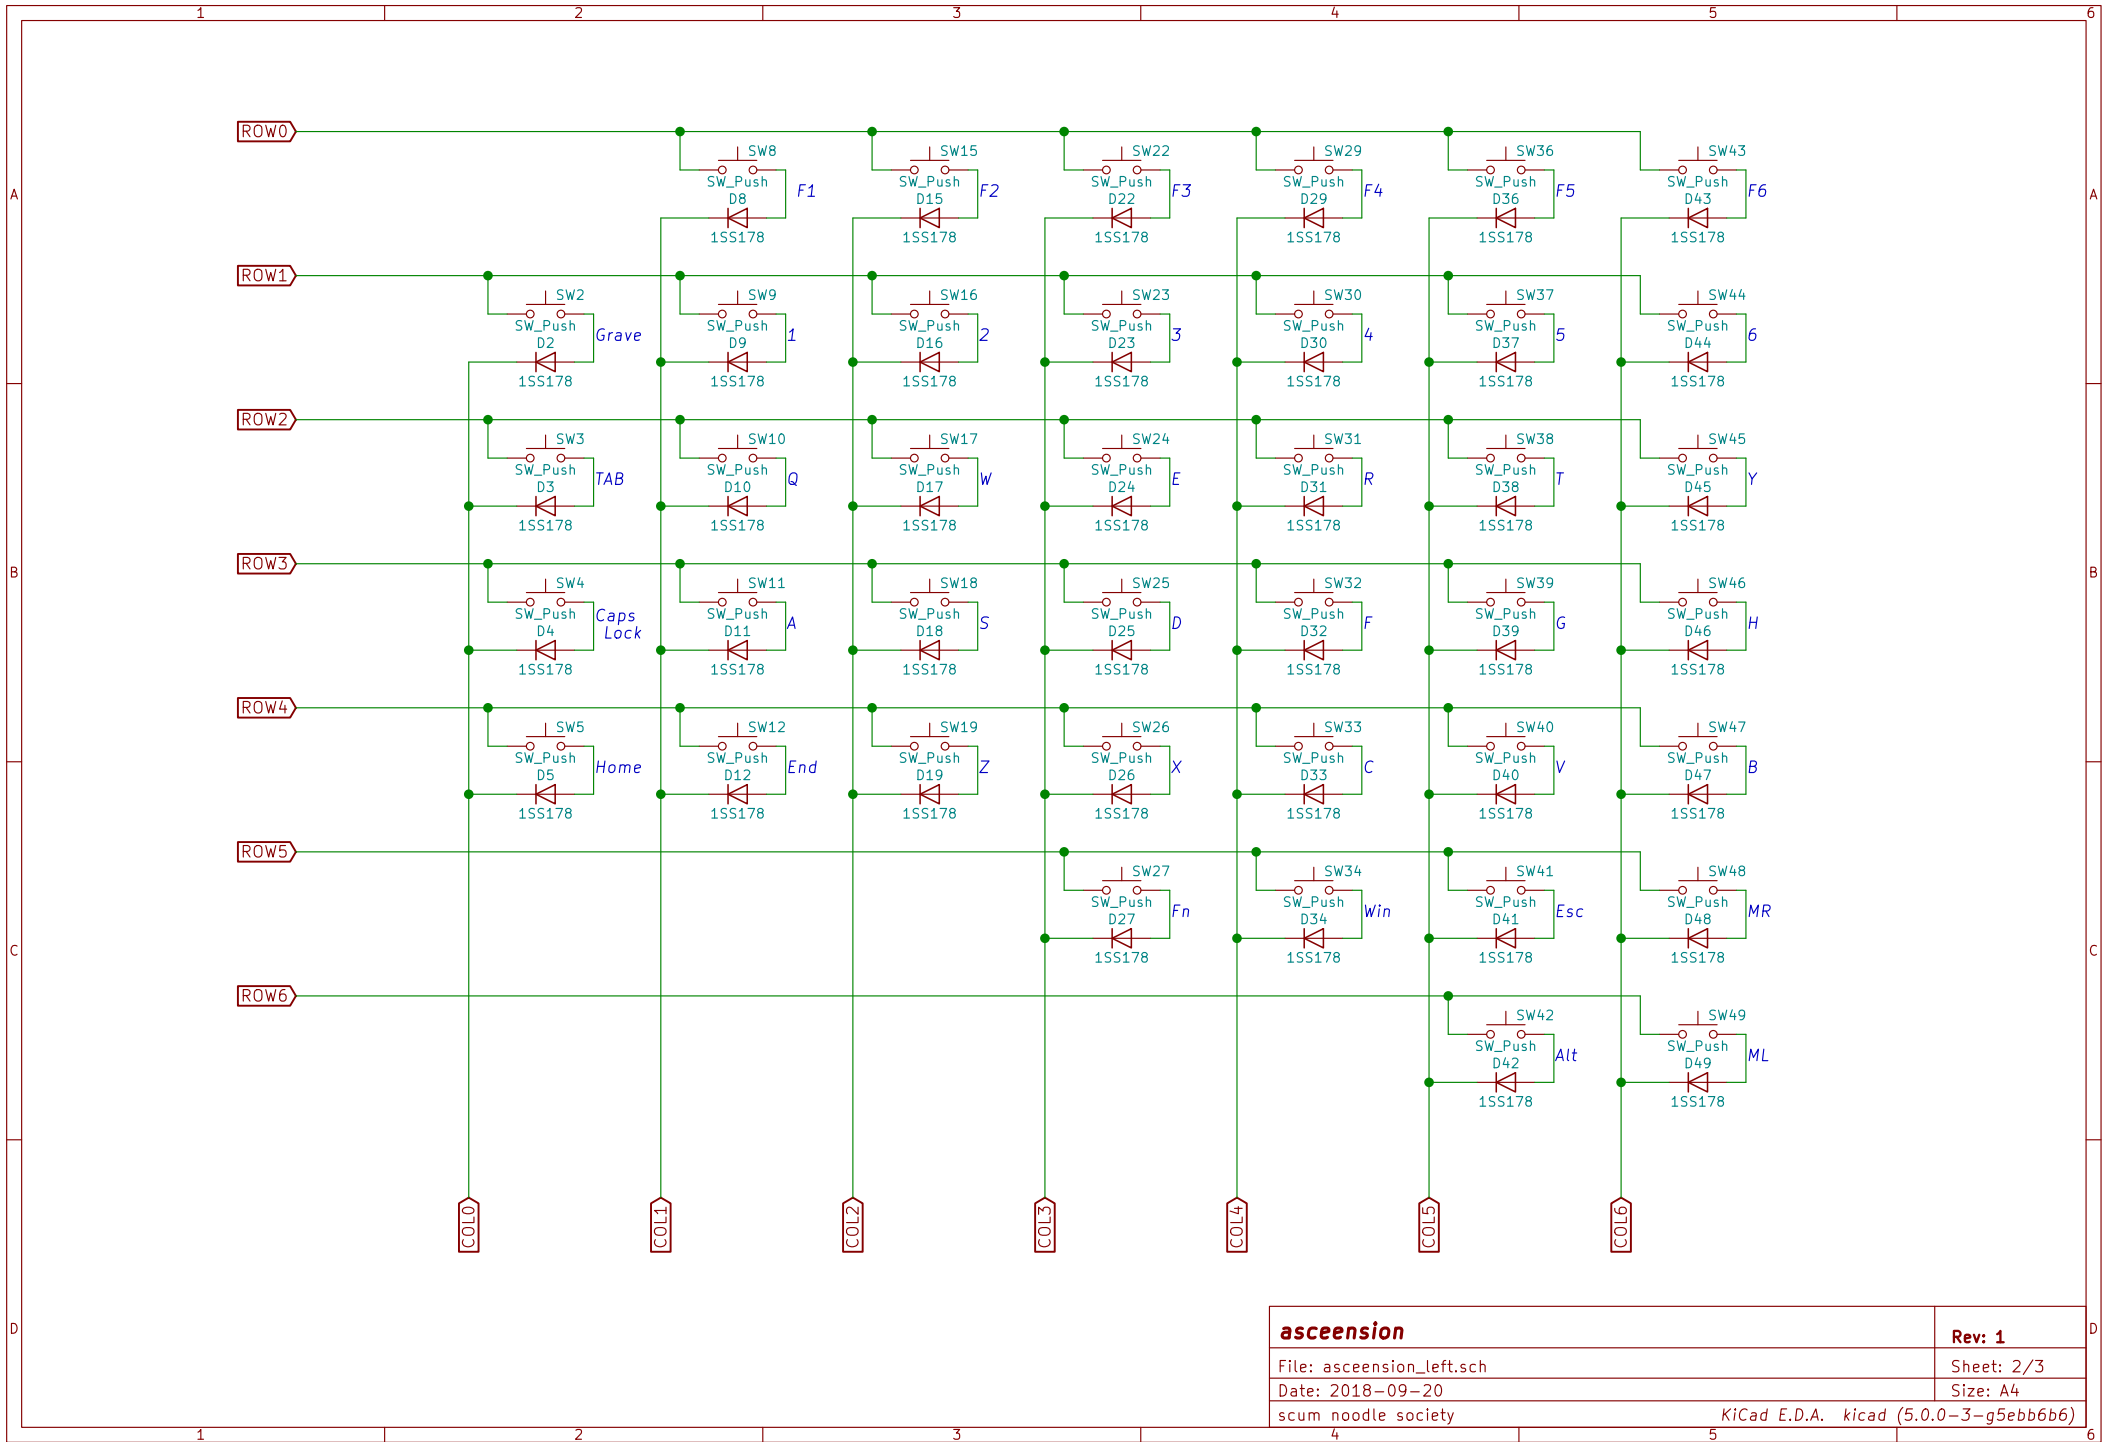 1 2 3 4 5 6
A A
ROW0
SW8 SW15 SW22 SW29 SW36 SW43
SW_Push SW_Push SW_Push SW_Push SW_Push SW_Push
F1 F2 F3 F4 F5 F6
D8 D15 D22 D29 D36 D43
1SS178 1SS178 1SS178 1SS178 1SS178 1SS178
ROW1
SW2 SW9 SW16 SW23 SW30 SW37 SW44
SW_Push SW_Push SW_Push SW_Push SW_Push SW_Push SW_Push
Grave 1 2 3 4 5 6
D2 D9 D16 D23 D30 D37 D44
1SS178 1SS178 1SS178 1SS178 1SS178 1SS178 1SS178
ROW2
SW3 SW10 SW17 SW24 SW31 SW38 SW45
SW_Push SW_Push SW_Push SW_Push SW_Push SW_Push SW_Push
TAB Q W E R T Y
D3 D10 D17 D24 D31 D38 D45
1SS178 1SS178 1SS178 1SS178 1SS178 1SS178 1SS178
B B
ROW3
SW4 SW11 SW18 SW25 SW32 SW39 SW46
SW_Push SW_Push SW_Push SW_Push SW_Push SW_Push SW_Push
Caps
Lock A S D F G H
D4 D11 D18 D25 D32 D39 D46
1SS178 1SS178 1SS178 1SS178 1SS178 1SS178 1SS178
ROW4
SW5 SW12 SW19 SW26 SW33 SW40 SW47
SW_Push SW_Push SW_Push SW_Push SW_Push SW_Push SW_Push
Home End Z X C V B
D5 D12 D19 D26 D33 D40 D47
1SS178 1SS178 1SS178 1SS178 1SS178 1SS178 1SS178
ROW5
SW27 SW34 SW41 SW48
SW_Push SW_Push SW_Push SW_Push
Fn Win Esc MR
D27 D34 D41 D48
1SS178 1SS178 1SS178 1SS178
C C
ROW6
SW42 SW49
SW_Push SW_Push
Alt ML
D42 D49
1SS178 1SS178
COL0 COL1 COL2 COL3 COL4 COL5 COL6
D D
asceension
Rev: 1
File: asceension_left.sch
Sheet: 2/3
Date: 2018-09-20
Size: A4
scum noodle society
KiCad E.D.A. kicad (5.0.0-3-g5ebb6b6)
1 2 3 4 5 6